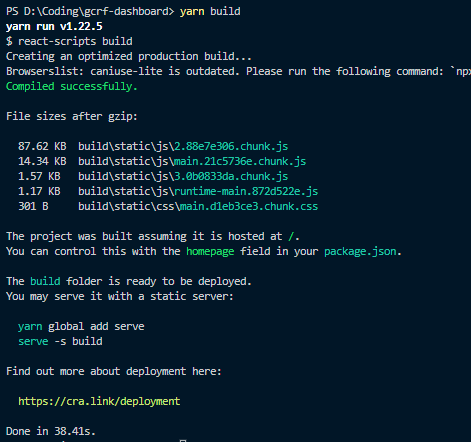 PS D:\Coding\gcrf-dashboard> yarn build
yarn run v1.22.5
$ react-scripts build
Creating an optimized production build...
Browserslist: caniuse-lite is outdated. Please run the following command: `npx
Compiled successfully.
File sizes after gzip:
87.62 KB  build\static\js\2.88e7e306.chunk.js
14.34 KB  build\static\js\main.21c5736e.chunk.js
1.57 KB  build\static\js\3.0b0833da.chunk.js
1.17 KB  build\static\js\runtime-main.872d522e.js
301 B  build\static\css\main.d1eb3ce3.chunk.css
The project was built assuming it is hosted at /.
You can control this with the homepage field in your package.json.
The build folder is ready to be deployed.
You may serve it with a static server:
yarn global add serve
serve -s build
Find out more about deployment here:
https://cra.link/deployment
Done in 38.41s.